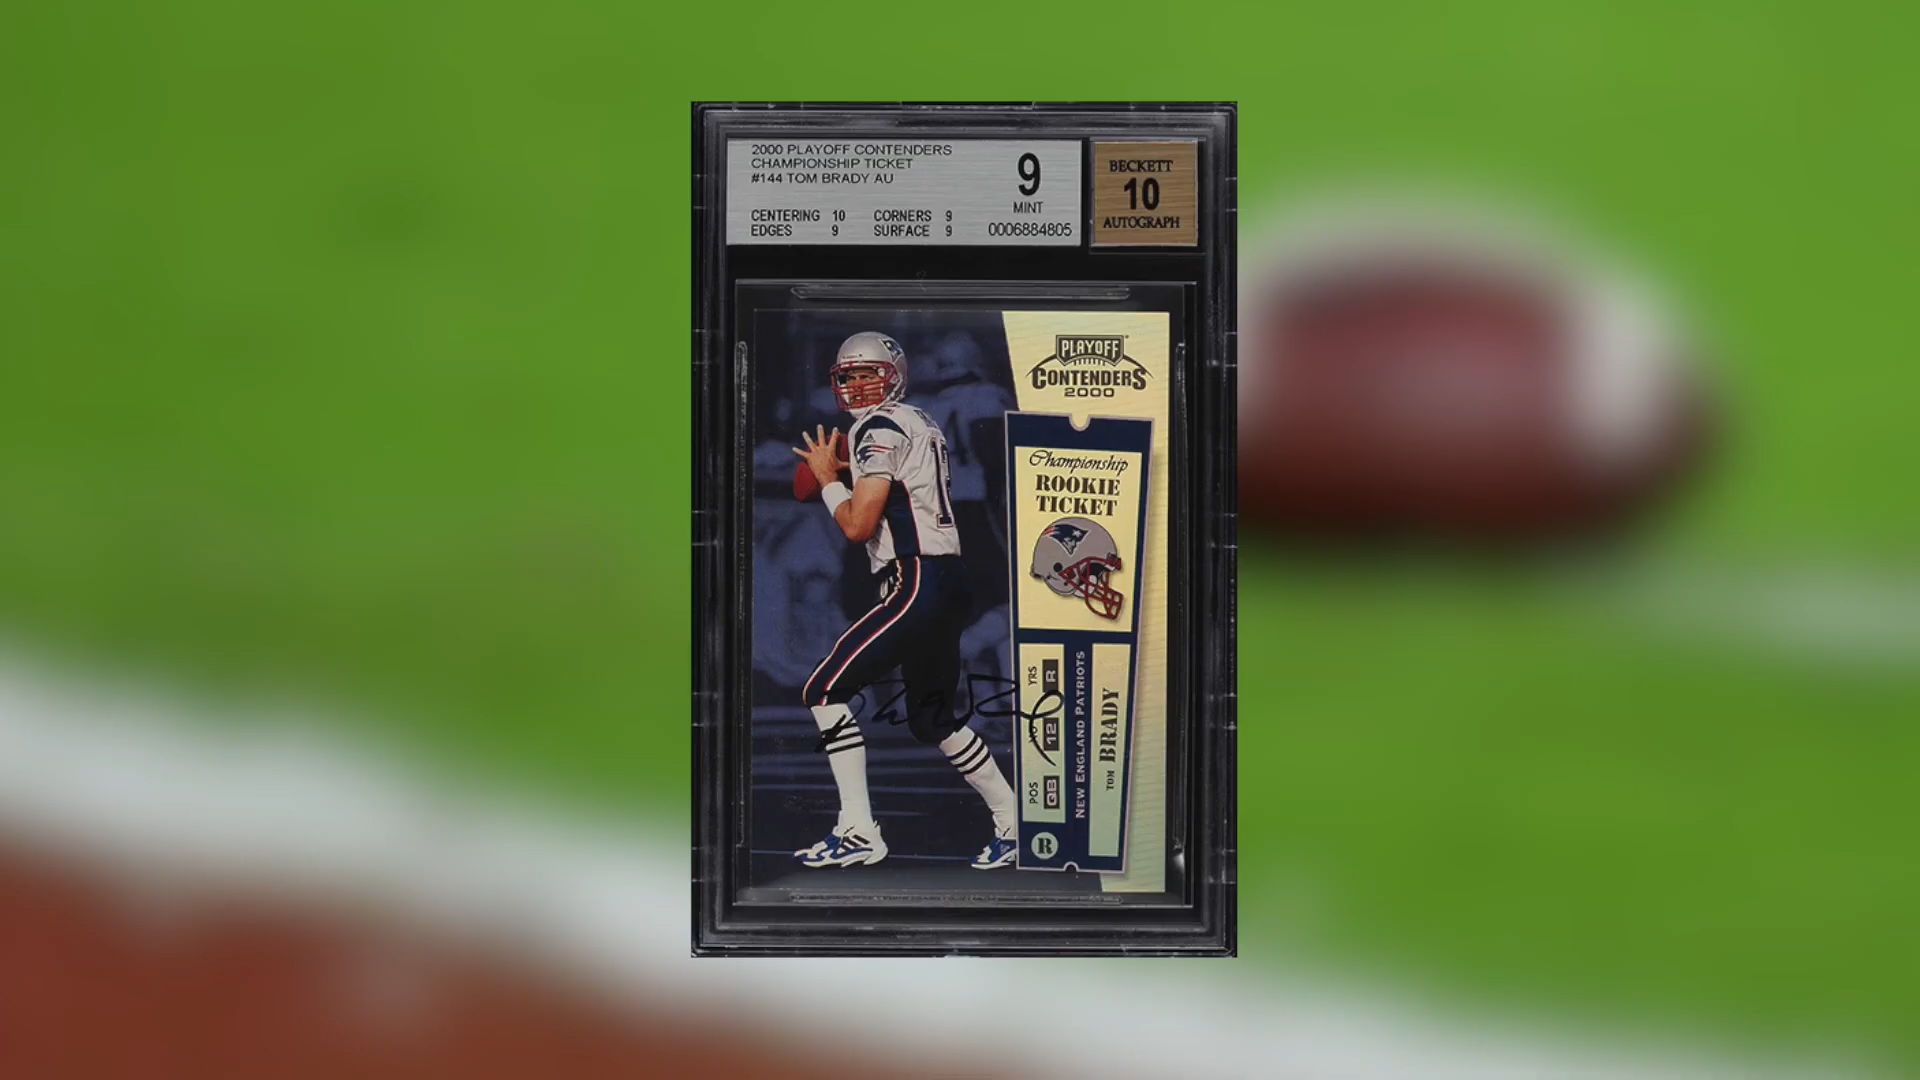 2000 PLAYOFF CONTENDERS
CHAMPIONSHIP TICKET
#144 TOM BRADY AU
CENTERING 10 CORNERS 9
EDGES 9 SURFACE 9
9
MINT
0006884805
BECKETT
10
AUTOGRAPH
PLAYOFF
CONTENDERS
2000
Championship
ROOKIE
TICKET
YRS R
NO 12
POS QB
NEW ENGLAND PATRIOTS
TOM BRADY
R